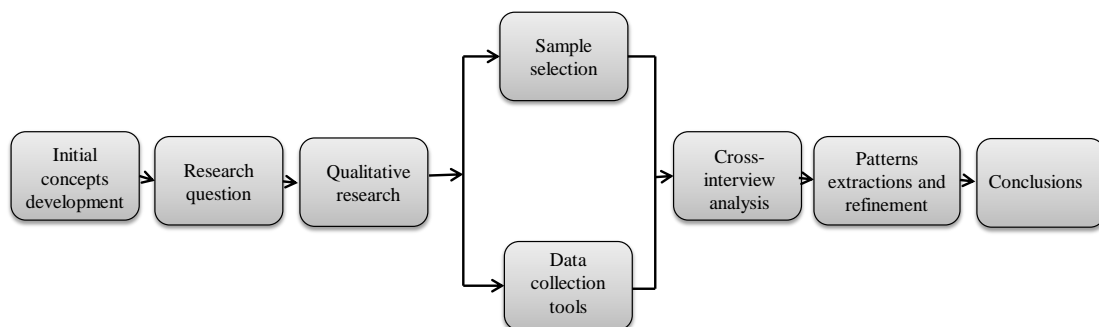 Initial
concepts
development
Research
question
Qualitative
research
Sample
selection
Data
collection
tools
Cross-
interview
analysis
Patterns
extractions and
refinement
Conclusions